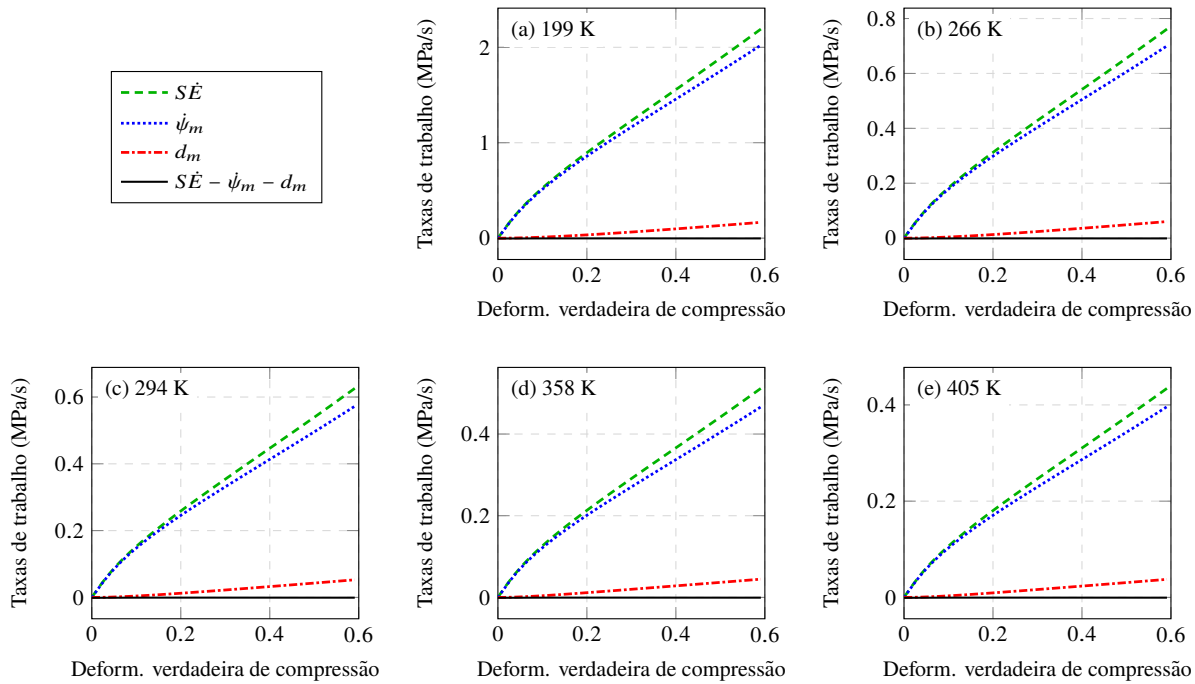 SĖ
ψ̇m
dm
SĖ − ψ̇m − dm
(a) 199 K
Taxas de trabalho (MPa/s)
2
1
0
0 0.2 0.4 0.6
Deform. verdadeira de compressão
(b) 266 K
Taxas de trabalho (MPa/s)
0.8
0.6
0.4
0.2
0
0 0.2 0.4 0.6
Deform. verdadeira de compressão
(c) 294 K
Taxas de trabalho (MPa/s)
0.6
0.4
0.2
0
0 0.2 0.4 0.6
Deform. verdadeira de compressão
(d) 358 K
Taxas de trabalho (MPa/s)
0.4
0.2
0
0 0.2 0.4 0.6
Deform. verdadeira de compressão
(e) 405 K
Taxas de trabalho (MPa/s)
0.4
0.2
0
0 0.2 0.4 0.6
Deform. verdadeira de compressão